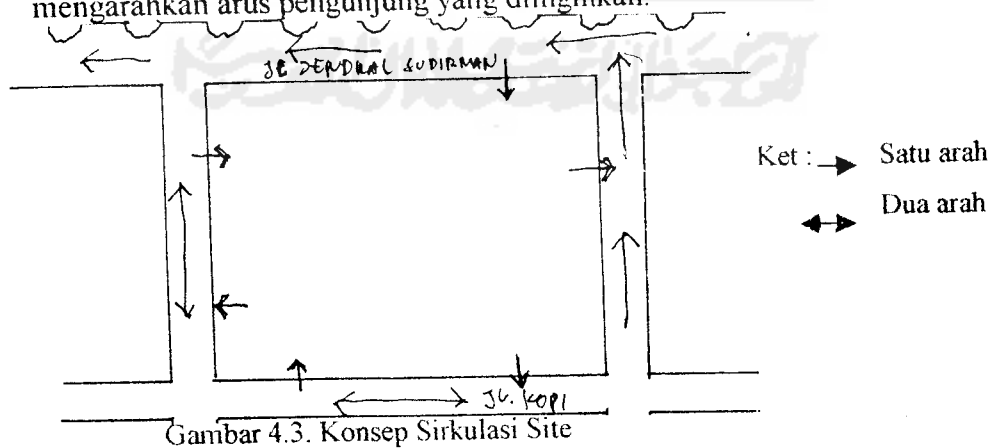 mengarahkan arus pengunjung yang diinginkan.
JL JENDRAL SUDIRMAN
Ket : Satu arah
Dua arah
JL. KOPI
Gambar 4.3. Konsep Sirkulasi Site